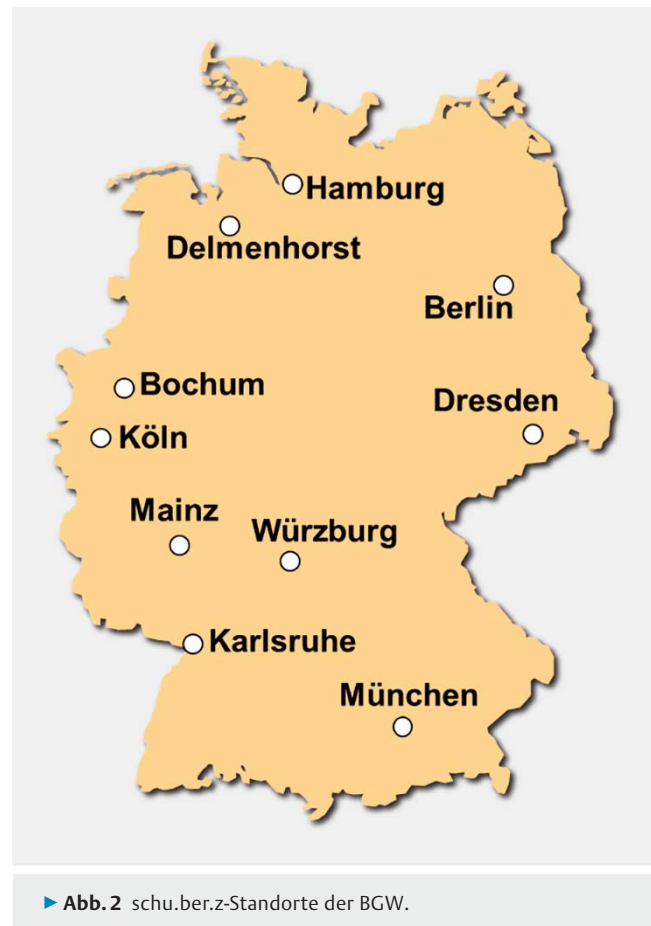 Hamburg
Delmenhorst
Berlin
Bochum
Dresden
Köln
Mainz
Würzburg
Karlsruhe
München
▶ Abb. 2 schu.ber.z-Standorte der BGW.